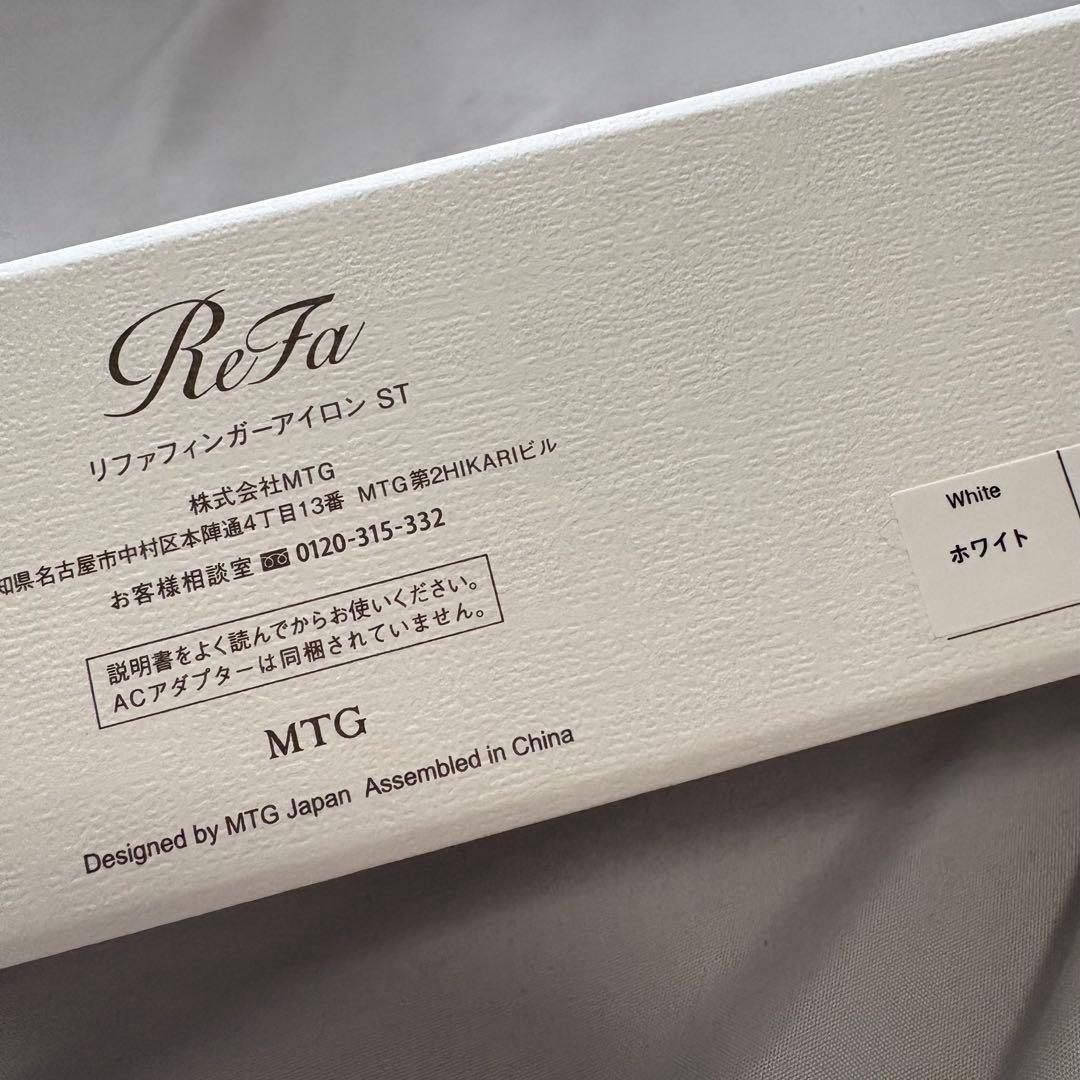 ReFa
リファフィンガーアイロン ST
株式会社MTG
知県名古屋市中村区本陣通4丁目13番 MTG第2HIKARIビル
お客様相談室 0120-315-332
説明書をよく読んでからお使いください。
ACアダプターは同梱されていません。
MTG
Designed by MTG Japan Assembled in China
White
ホワイト